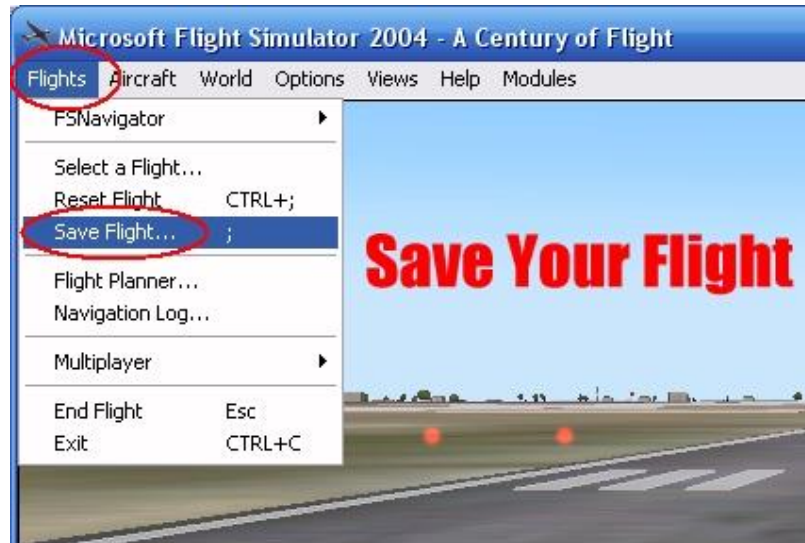 Microsoft Flight Simulator 2004 - A Century of Flight
Flights Aircraft World Options Views Help Modules
FSNavigator
Select a Flight...
Reset Flight CTRL+;
Save Flight... ;
Save Your Flight
Flight Planner...
Navigation Log...
Multiplayer
End Flight Esc
Exit CTRL+C